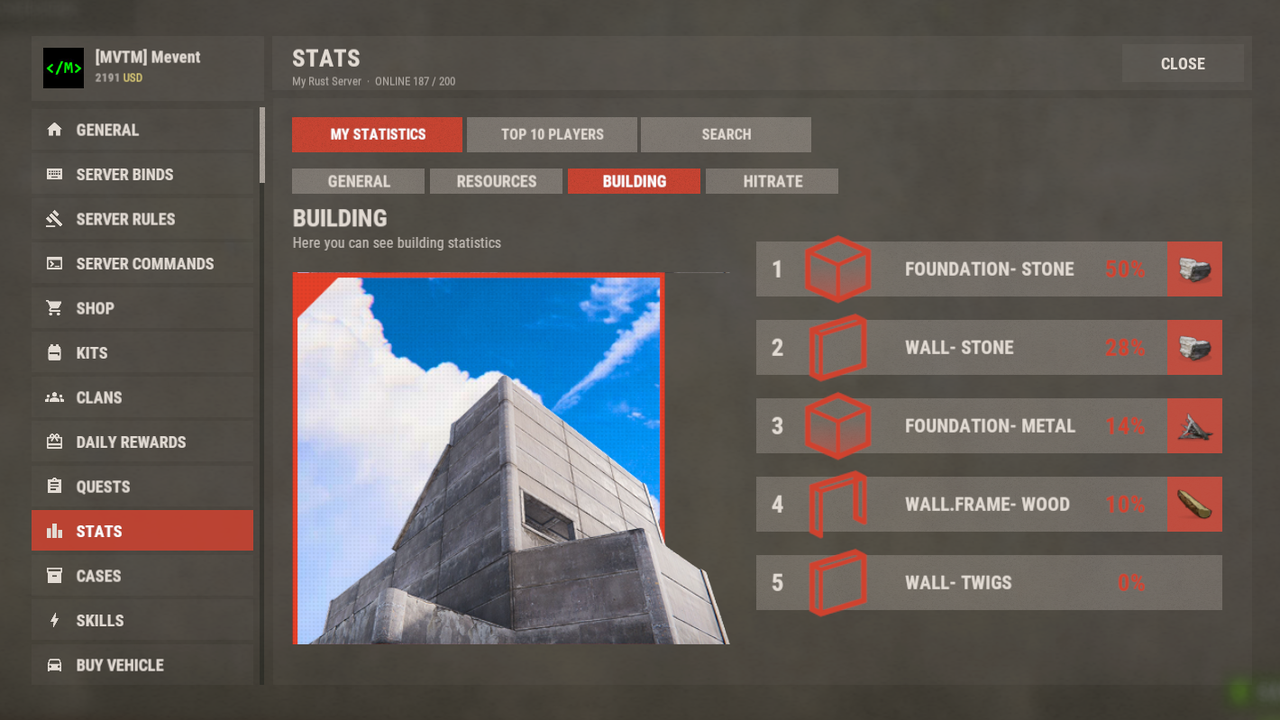 </M>
[MVTM] Mevent
2191 USD
GENERAL
SERVER BINDS
SERVER RULES
SERVER COMMANDS
SHOP
KITS
CLANS
DAILY REWARDS
QUESTS
STATS
CASES
SKILLS
BUY VEHICLE
STATS
My Rust Server · ONLINE 187 / 200
CLOSE
MY STATISTICS TOP 10 PLAYERS SEARCH
GENERAL RESOURCES BUILDING HITRATE
BUILDING
Here you can see building statistics
1 FOUNDATION- STONE 50%
2 WALL- STONE 28%
3 FOUNDATION- METAL 14%
4 WALL.FRAME- WOOD 10%
5 WALL- TWIGS 0%